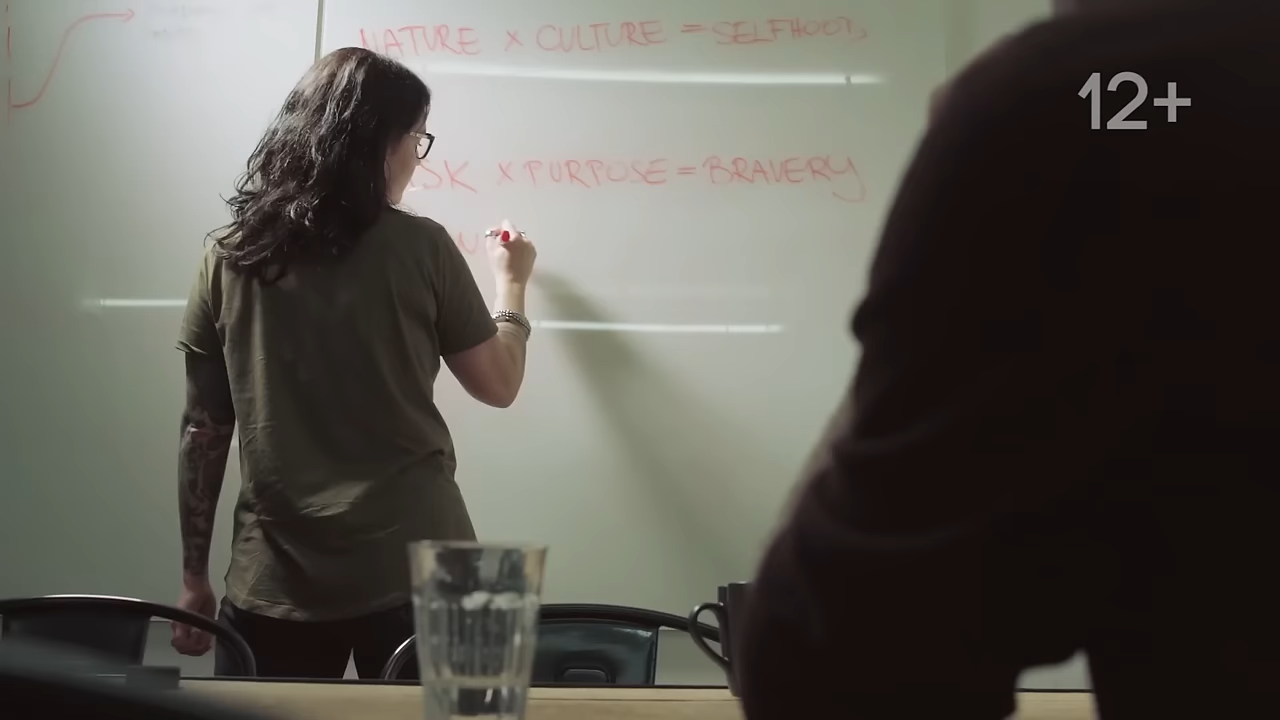 NATURE X CULTURE = SELFHOOD
12+
X PURPOSE = BRAVERY